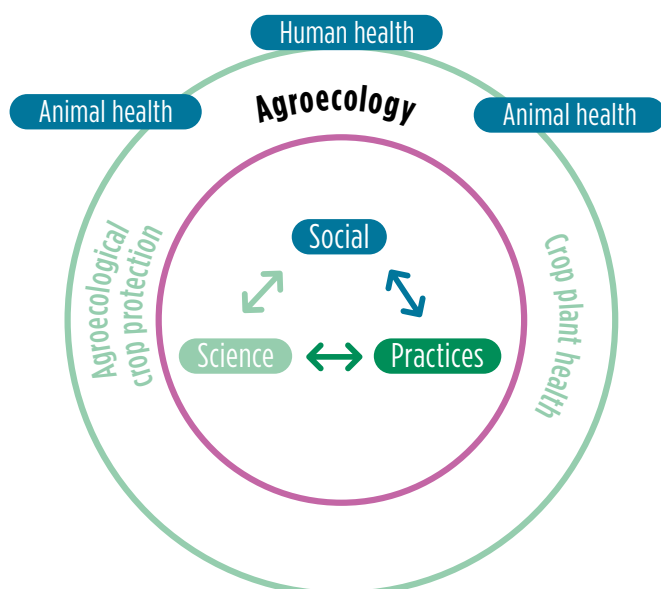 Human health
Animal health
Animal health
Agroecology
Agroecological/
crop protection
Crop plant health
Social
Science
Practices